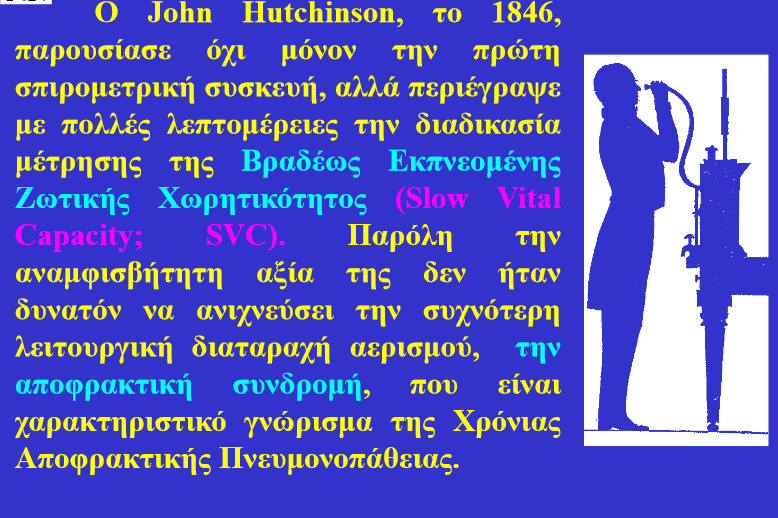 Ο John Hutchinson, το 1846,
παρουσίασε όχι μόνον την πρώτη
σπιρομετρική συσκευή, αλλά περιέγραψε
με πολλές λεπτομέρειες την διαδικασία
μέτρησης της Βραδέως Εκπνεομένης
Ζωτικής Χωρητικότητος (Slow Vital
Capacity; SVC). Παρόλη την
αναμφισβήτητη αξία της δεν ήταν
δυνατόν να ανιχνεύσει την συχνότερη
λειτουργική διαταραχή αερισμού, την
αποφρακτική συνδρομή, που είναι
χαρακτηριστικό γνώρισμα της Χρόνιας
Αποφρακτικής Πνευμονοπάθειας.